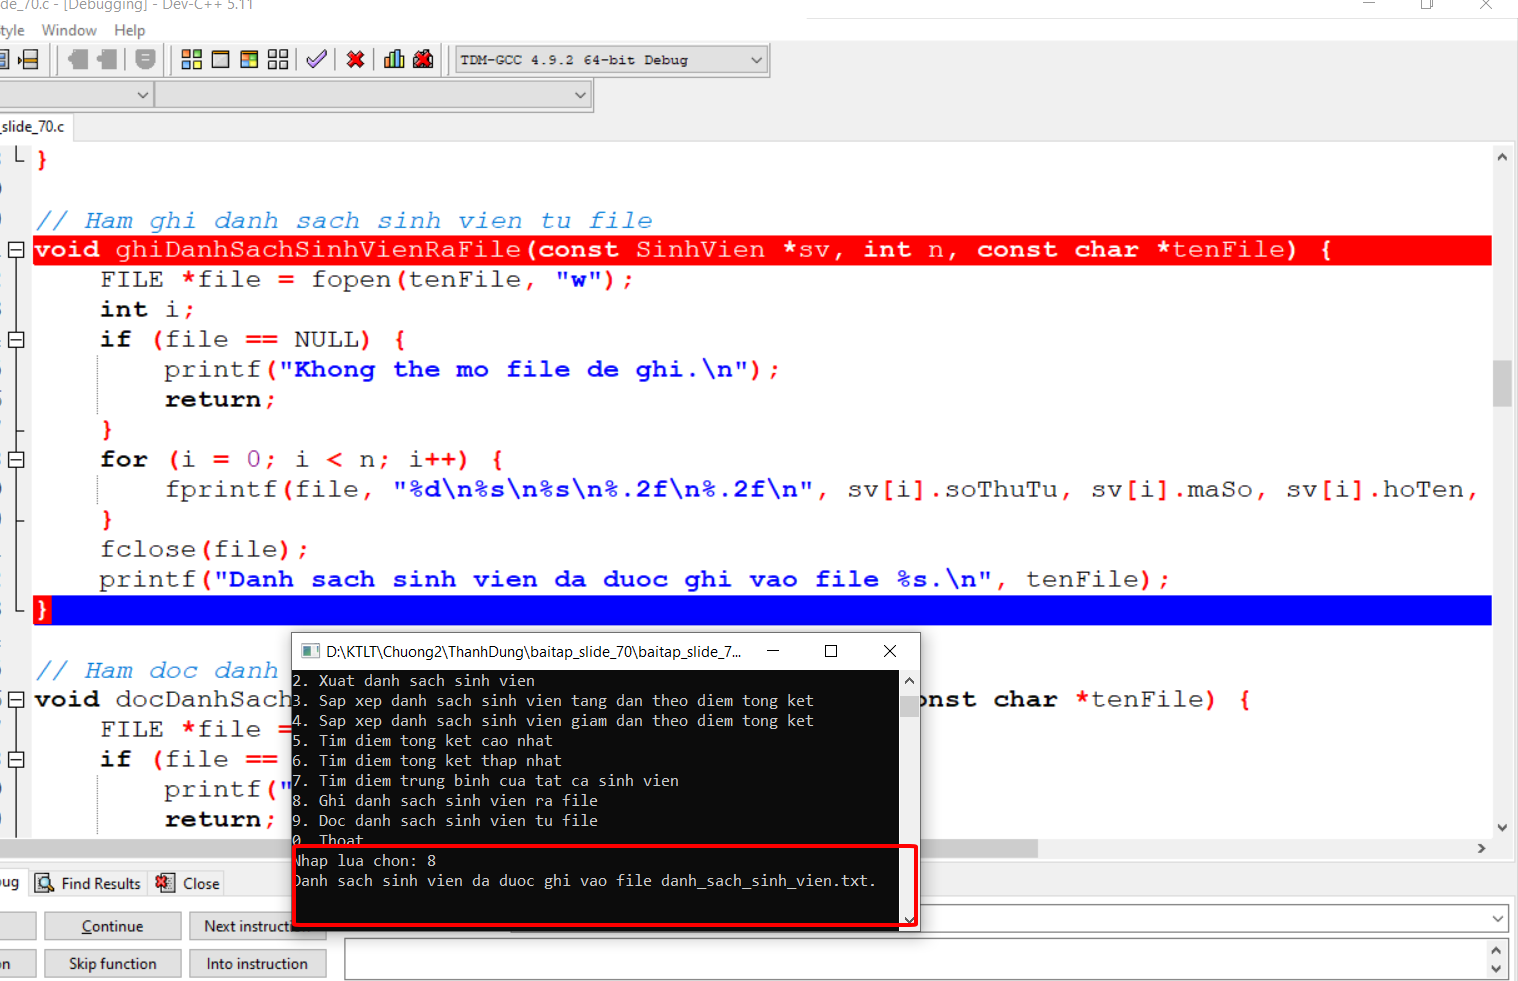 slide_70.c - [Debugging] - Dev-C++ 5.11
Style Window Help
TDM-GCC 4.9.2 64-bit Debug
_slide_70.c
}
// Ham ghi danh sach sinh vien tu file
void ghiDanhSachSinhVienRaFile(const SinhVien *sv, int n, const char *tenFile) {
FILE *file = fopen(tenFile, "w");
int i;
if (file == NULL) {
printf("Khong the mo file de ghi.\n");
return;
}
for (i = 0; i < n; i++) {
fprintf(file, "%d\n%s\n%s\n%.2f\n%.2f\n", sv[i].soThuTu, sv[i].maSo, sv[i].hoTen,
}
fclose(file);
printf("Danh sach sinh vien da duoc ghi vao file %s.\n", tenFile);
}
// Ham doc danh
void docDanhSach
const char *tenFile) {
FILE *file =
if (file ==
printf("
return;
D:\KTLT\Chuong2\ThanhDung\baitap_slide_70\baitap_slide_7...
2. Xuat danh sach sinh vien
3. Sap xep danh sach sinh vien tang dan theo diem tong ket
4. Sap xep danh sach sinh vien giam dan theo diem tong ket
5. Tim diem tong ket cao nhat
6. Tim diem tong ket thap nhat
7. Tim diem trung binh cua tat ca sinh vien
8. Ghi danh sach sinh vien ra file
9. Doc danh sach sinh vien tu file
0. Thoat
Nhap lua chon: 8
Danh sach sinh vien da duoc ghi vao file danh_sach_sinh_vien.txt.
Find Results
Close
Continue
Next instructi
Skip function
Into instruction